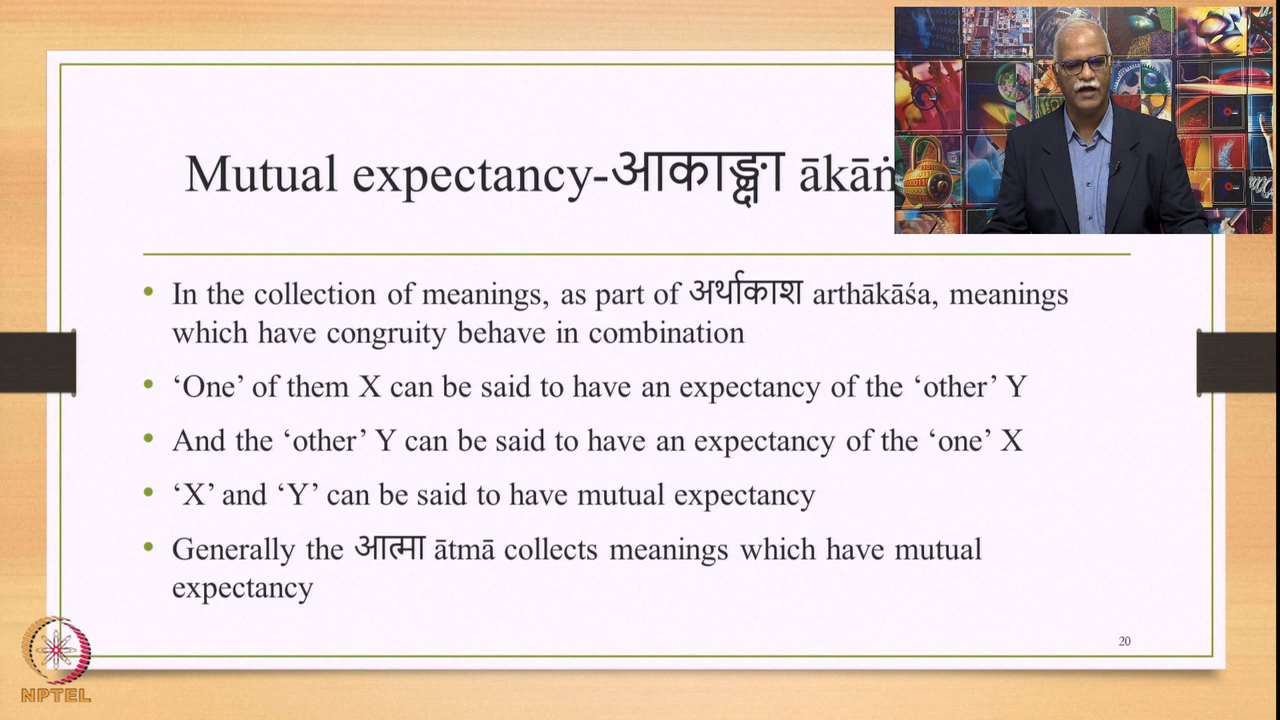 Mutual expectancy-आकाङ्क्षा ākāṅ
• In the collection of meanings, as part of अर्थाकाश arthākāśa, meanings
which have congruity behave in combination
• ‘One’ of them X can be said to have an expectancy of the ‘other’ Y
• And the ‘other’ Y can be said to have an expectancy of the ‘one’ X
• ‘X’ and ‘Y’ can be said to have mutual expectancy
• Generally the आत्मा ātmā collects meanings which have mutual
expectancy
20
NPTEL